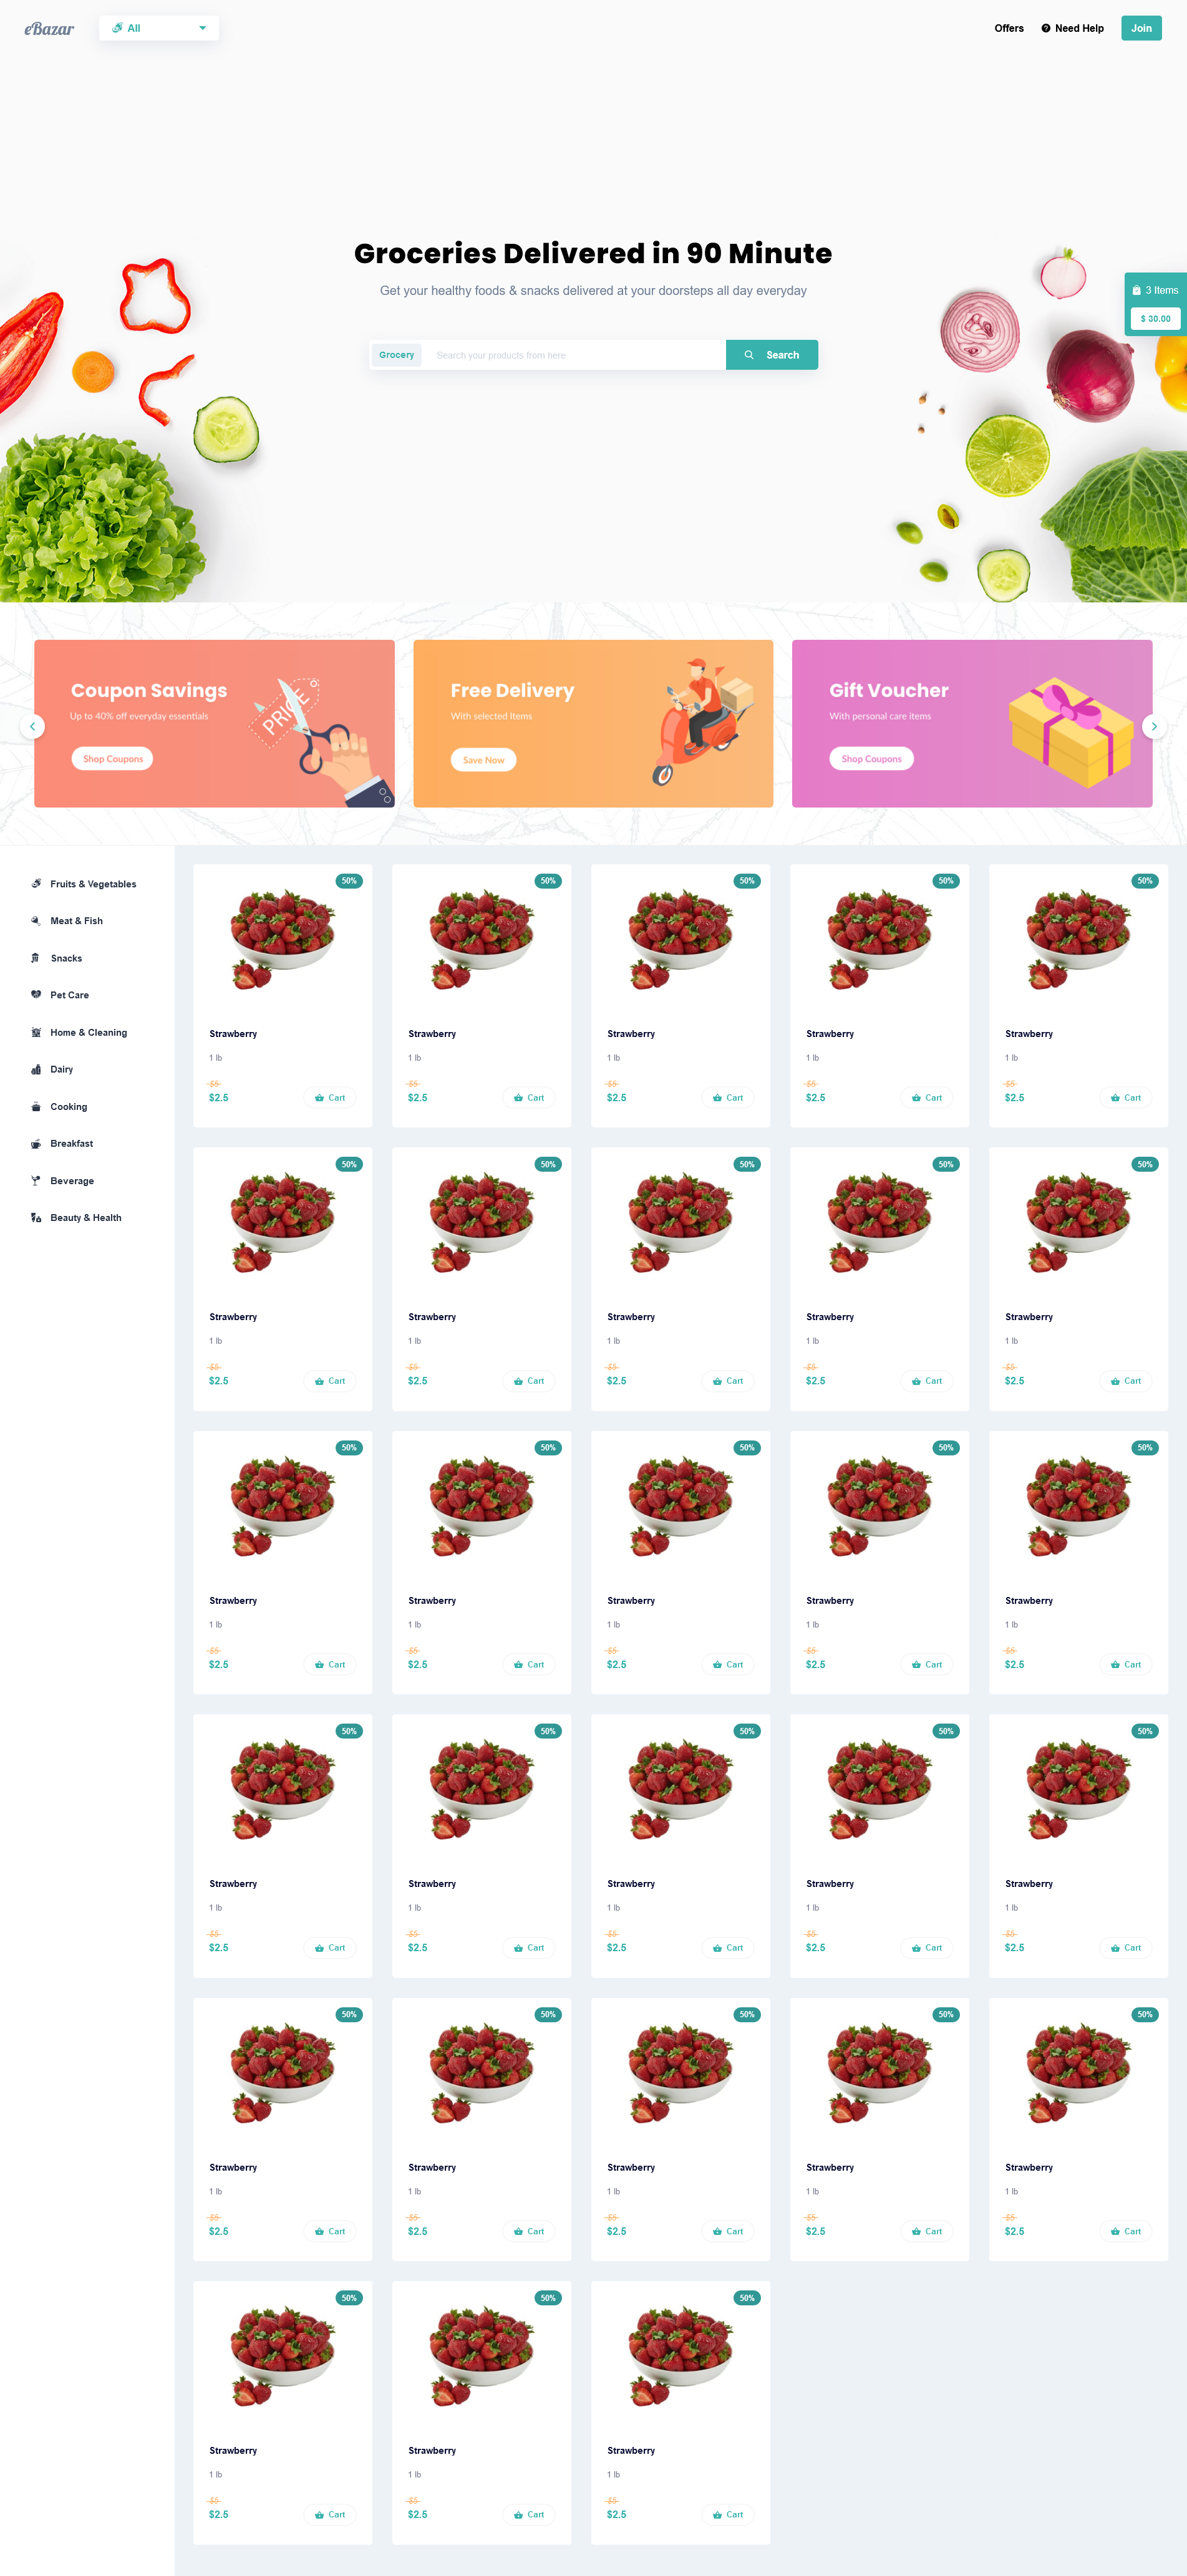 eBazar
All
Offers
Need Help
Join
Groceries Delivered in 90 Minute
Get your healthy foods & snacks delivered at your doorsteps all day everyday
3 Items
$ 30.00
Grocery
Search your products from here
Search
Coupon Savings
Up to 40% off everyday essentials
Shop Coupons
PRICE
Free Delivery
With selected Items
Save Now
Gift Voucher
With personal care items
Shop Coupons
Fruits & Vegetables
Meat & Fish
Snacks
Pet Care
Home & Cleaning
Dairy
Cooking
Breakfast
Beverage
Beauty & Health
50% 50% 50% 50% 50%
Strawberry Strawberry Strawberry Strawberry Strawberry
1 lb 1 lb 1 lb 1 lb 1 lb
$5 $5 $5 $5 $5
$2.5 Cart $2.5 Cart $2.5 Cart $2.5 Cart $2.5 Cart
50% 50% 50% 50% 50%
Strawberry Strawberry Strawberry Strawberry Strawberry
1 lb 1 lb 1 lb 1 lb 1 lb
$5 $5 $5 $5 $5
$2.5 Cart $2.5 Cart $2.5 Cart $2.5 Cart $2.5 Cart
50% 50% 50% 50% 50%
Strawberry Strawberry Strawberry Strawberry Strawberry
1 lb 1 lb 1 lb 1 lb 1 lb
$5 $5 $5 $5 $5
$2.5 Cart $2.5 Cart $2.5 Cart $2.5 Cart $2.5 Cart
50% 50% 50% 50% 50%
Strawberry Strawberry Strawberry Strawberry Strawberry
1 lb 1 lb 1 lb 1 lb 1 lb
$5 $5 $5 $5 $5
$2.5 Cart $2.5 Cart $2.5 Cart $2.5 Cart $2.5 Cart
50% 50% 50% 50% 50%
Strawberry Strawberry Strawberry Strawberry Strawberry
1 lb 1 lb 1 lb 1 lb 1 lb
$5 $5 $5 $5 $5
$2.5 Cart $2.5 Cart $2.5 Cart $2.5 Cart $2.5 Cart
50% 50% 50%
Strawberry Strawberry Strawberry
1 lb 1 lb 1 lb
$5 $5 $5
$2.5 Cart $2.5 Cart $2.5 Cart